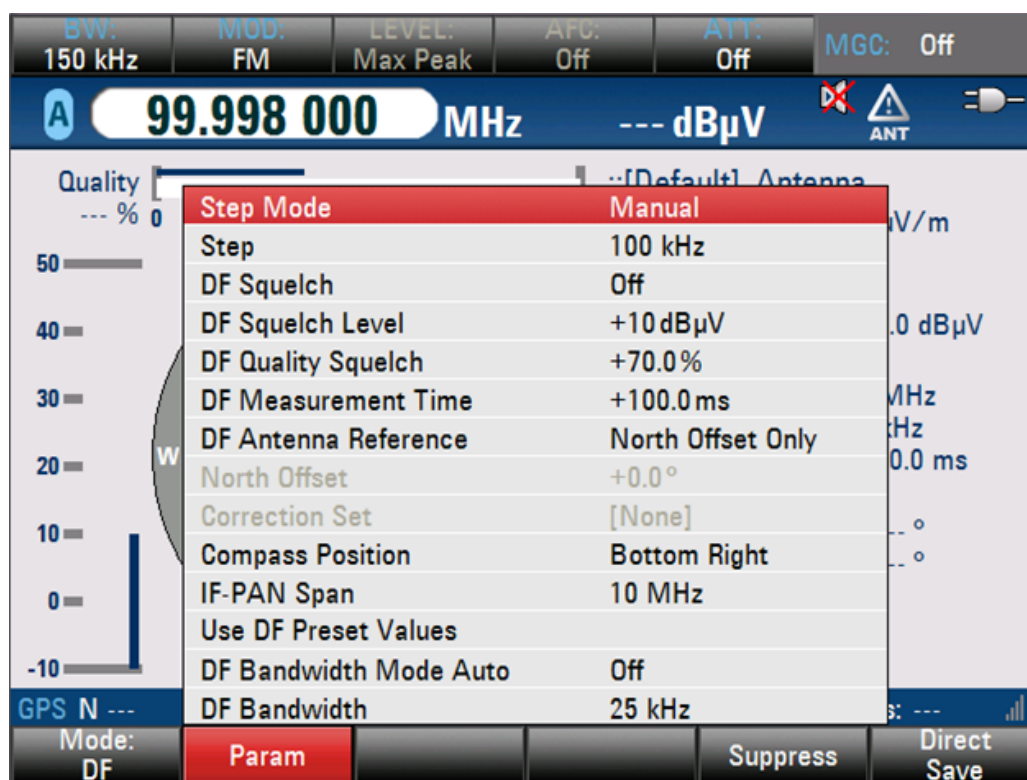 BW: MOD: LEVEL: AFC: ATT: MGC: Off
150 kHz FM Max Peak Off Off
A 99.998 000 MHz --- dBµV ANT
Quality ::[Default] Antenna
--- % 0
Step Mode Manual
µV/m
Step 100 kHz
50
DF Squelch Off
DF Squelch Level +10 dBµV .0 dBµV
40
DF Quality Squelch +70.0 %
30 DF Measurement Time +100.0 ms MHz
kHz
W DF Antenna Reference North Offset Only
20 0.0 ms
North Offset +0.0 °
Correction Set [None]
10 -- °
Compass Position Bottom Right -- °
0 IF-PAN Span 10 MHz
Use DF Preset Values
-10 DF Bandwidth Mode Auto Off
GPS N --- DF Bandwidth 25 kHz s: ---
Mode: Param Suppress Direct
DF Save